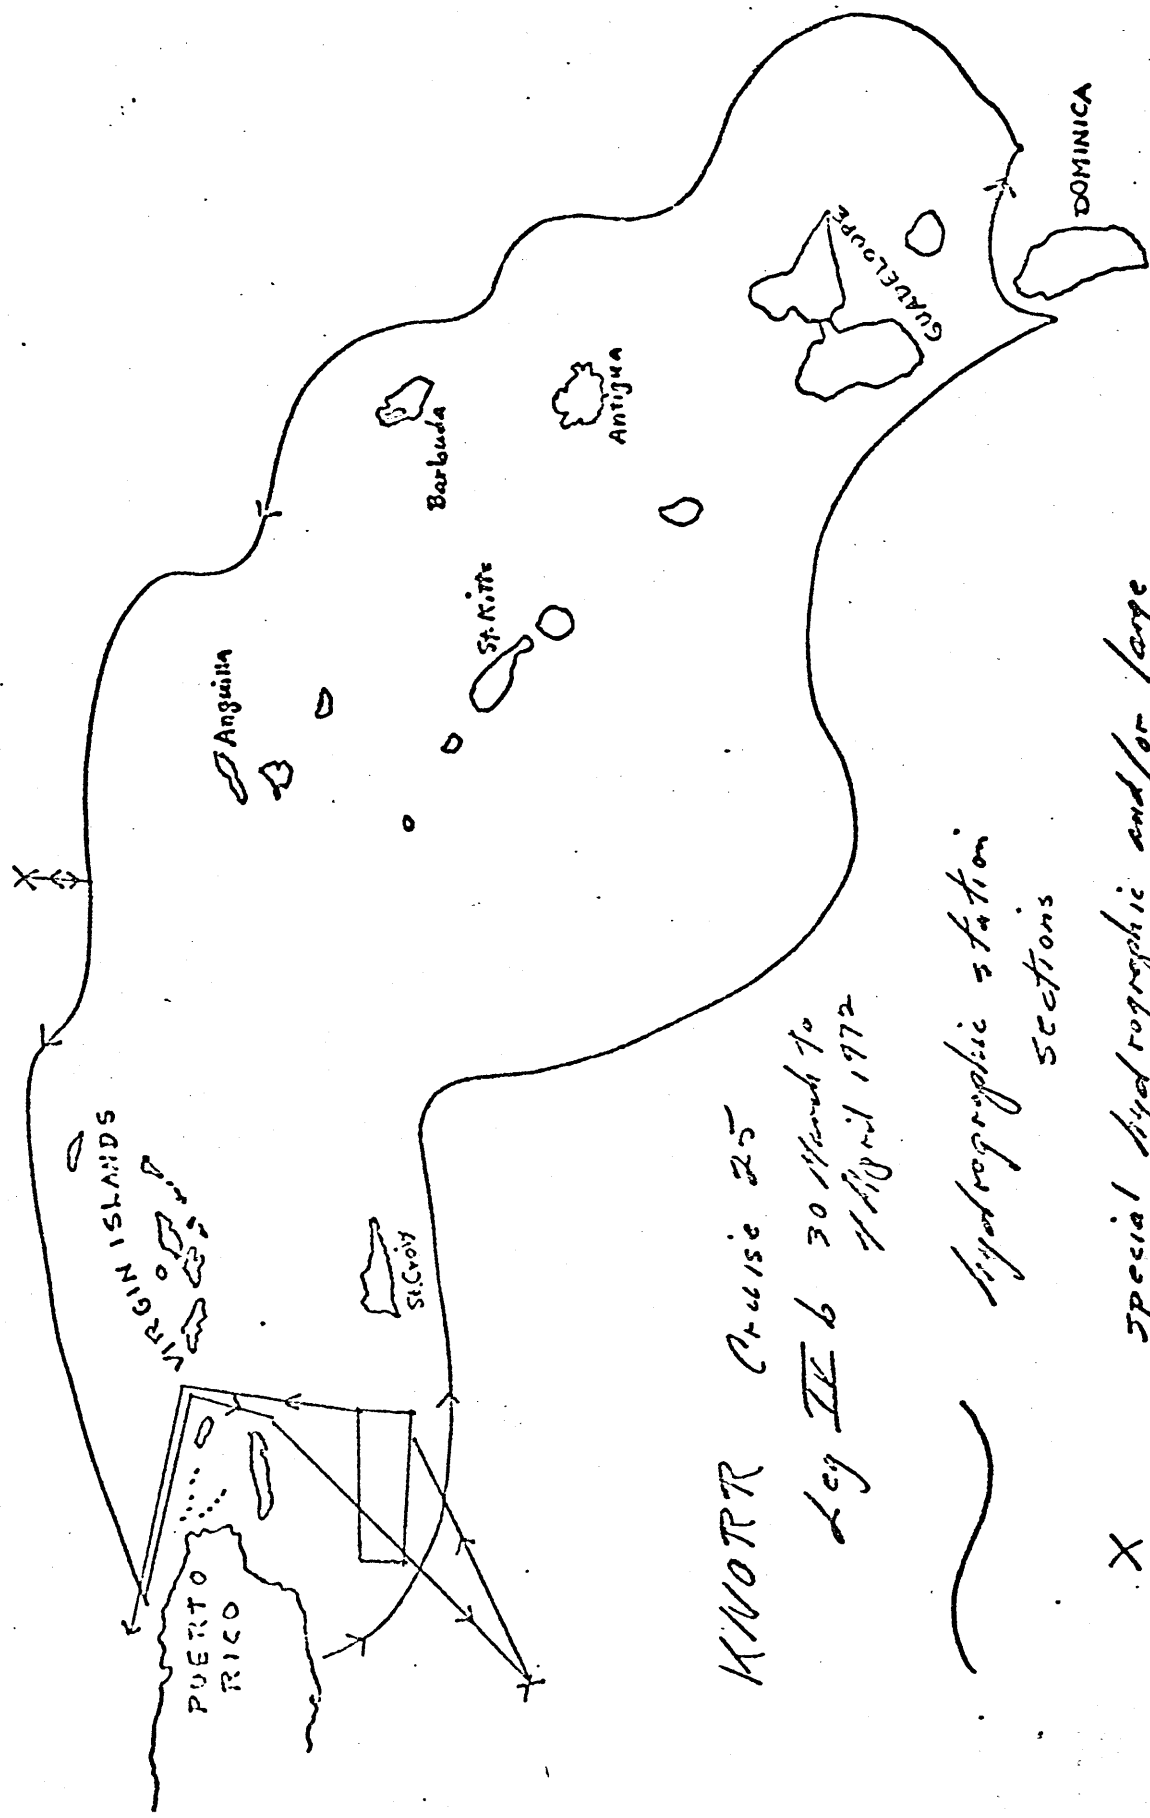 VIRGIN ISLANDS
PUERTO
RICO
St. Croix
Anguilla
St. Kitts
Barbuda
Antigua
GUADELOUPE
DOMINICA
KNORR Cruise 25
Leg IV b 30 March to
April 1972
hydrographic station
sections
X special hydrographic and/or large